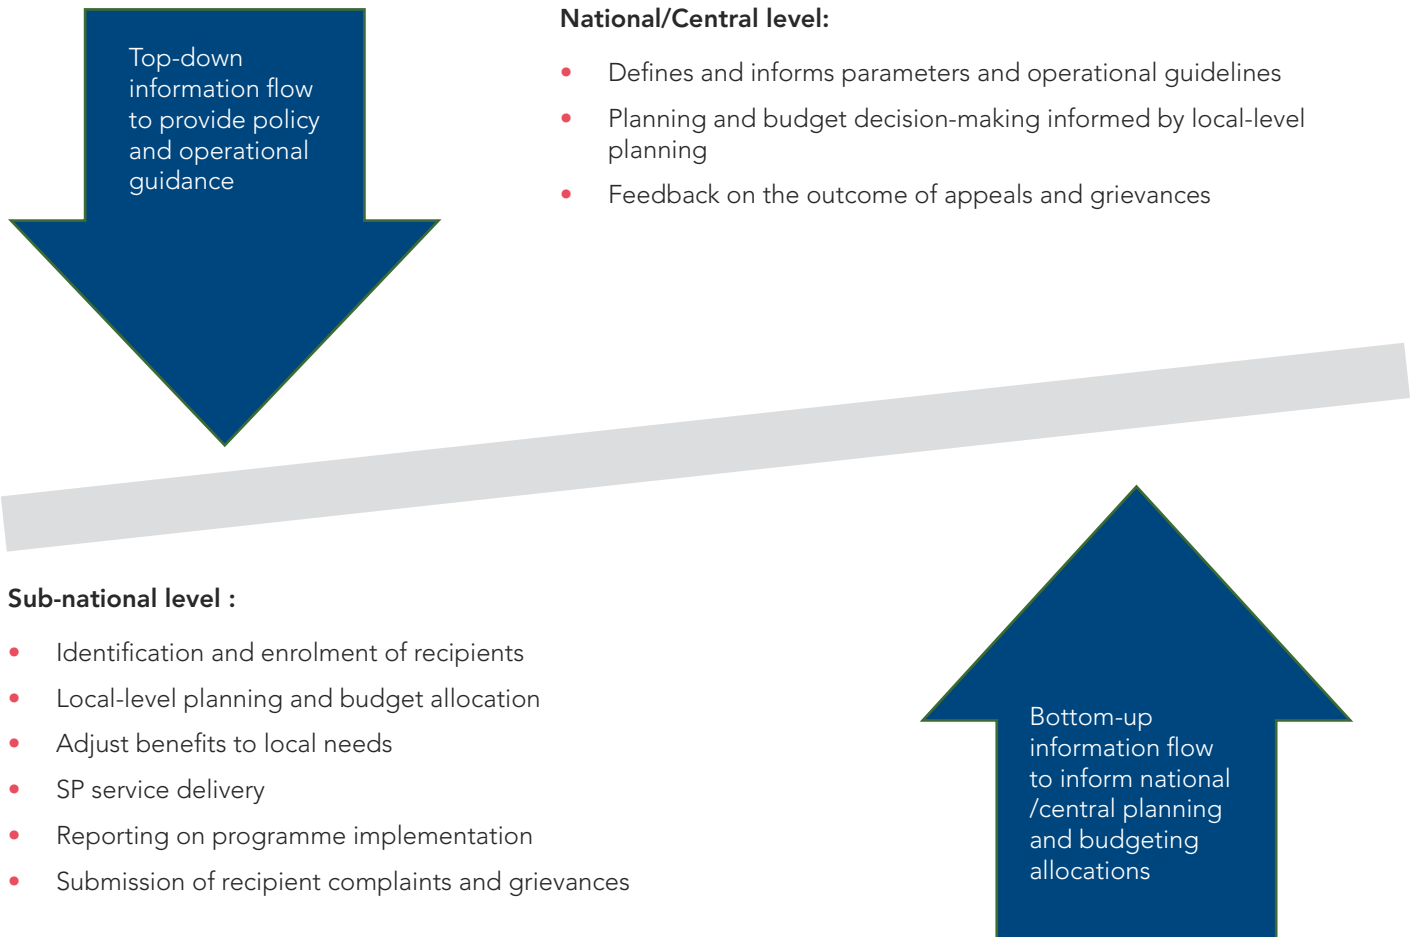 Top-down
information flow
to provide policy
and operational
guidance
National/Central level:
• Defines and informs parameters and operational guidelines
• Planning and budget decision-making informed by local-level
planning
• Feedback on the outcome of appeals and grievances
Sub-national level :
• Identification and enrolment of recipients
• Local-level planning and budget allocation
• Adjust benefits to local needs
• SP service delivery
• Reporting on programme implementation
• Submission of recipient complaints and grievances
Bottom-up
information flow
to inform national
/central planning
and budgeting
allocations